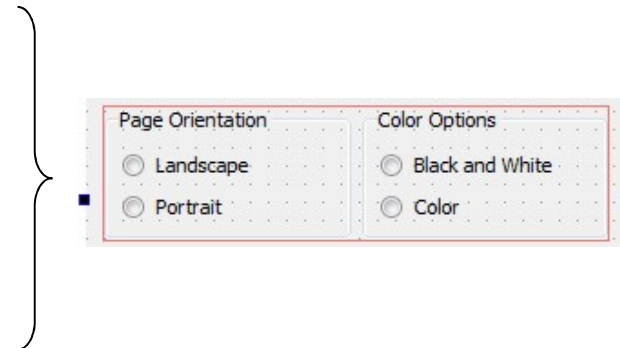 Page Orientation
Landscape
Portrait
Color Options
Black and White
Color